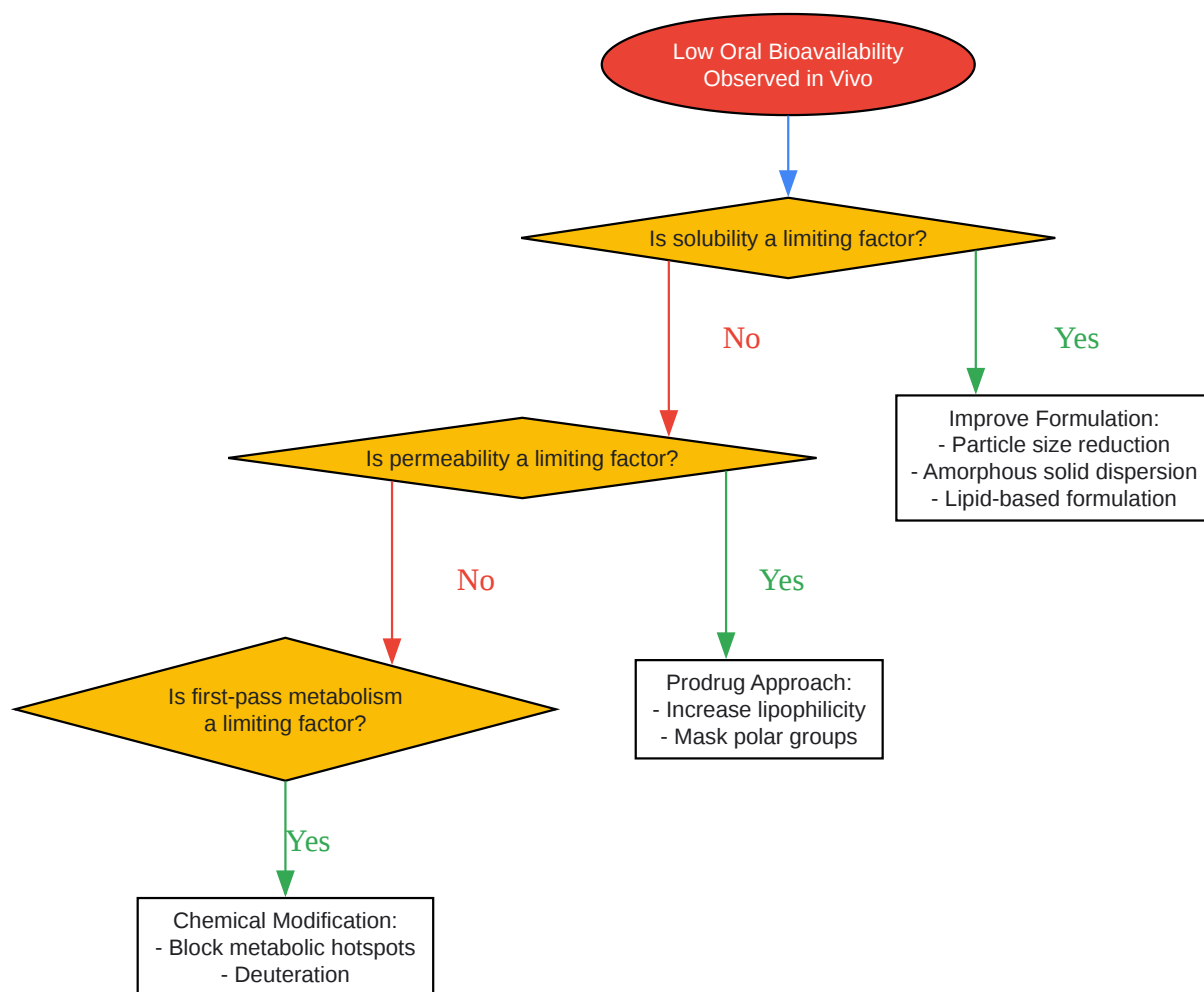 Low Oral Bioavailability
Observed in Vivo
Is solubility a limiting factor?
No
Yes
Improve Formulation:
- Particle size reduction
- Amorphous solid dispersion
- Lipid-based formulation
Is permeability a limiting factor?
No
Yes
Prodrug Approach:
- Increase lipophilicity
- Mask polar groups
Is first-pass metabolism
a limiting factor?
Yes
Chemical Modification:
- Block metabolic hotspots
- Deuteration